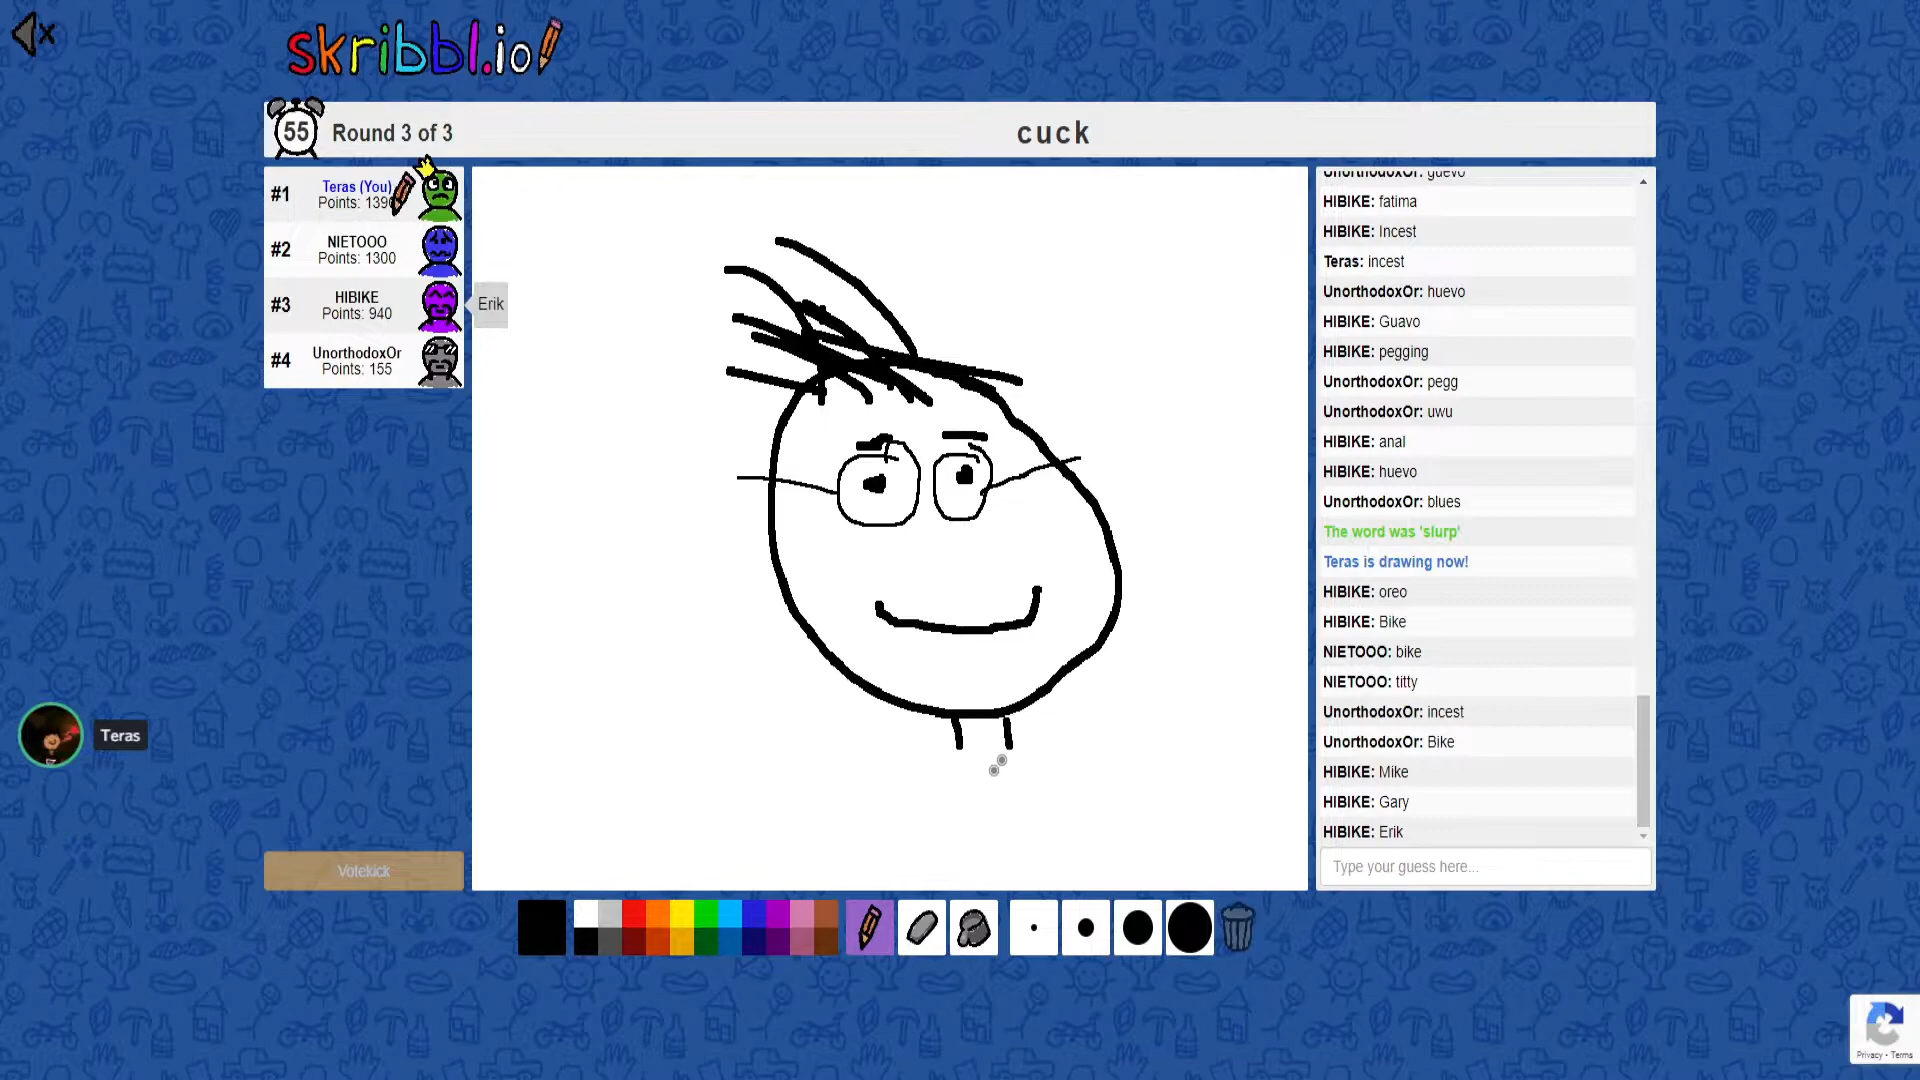 skribbl.io
55
Round 3 of 3
cuck
#1
Teras (You)
Points: 1390
#2
NIETOOO
Points: 1300
#3
HIBIKE
Points: 940
Erik
#4
UnorthodoxOr
Points: 155
UnorthodoxOr: guevo
HIBIKE: fatima
HIBIKE: Incest
Teras: incest
UnorthodoxOr: huevo
HIBIKE: Guavo
HIBIKE: pegging
UnorthodoxOr: pegg
UnorthodoxOr: uwu
HIBIKE: anal
HIBIKE: huevo
UnorthodoxOr: blues
The word was 'slurp'
Teras is drawing now!
HIBIKE: oreo
HIBIKE: Bike
NIETOOO: bike
NIETOOO: titty
UnorthodoxOr: incest
UnorthodoxOr: Bike
HIBIKE: Mike
HIBIKE: Gary
HIBIKE: Erik
Type your guess here...
Teras
Votekick
Privacy - Terms